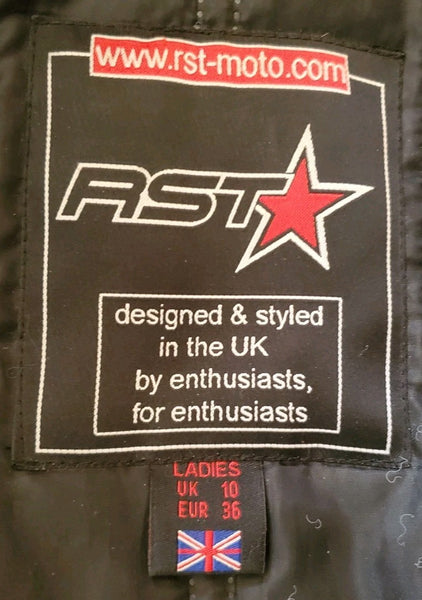 www.rst-moto.com
RST
designed & styled
in the UK
by enthusiasts,
for enthusiasts
LADIES
UK 10
EUR 36